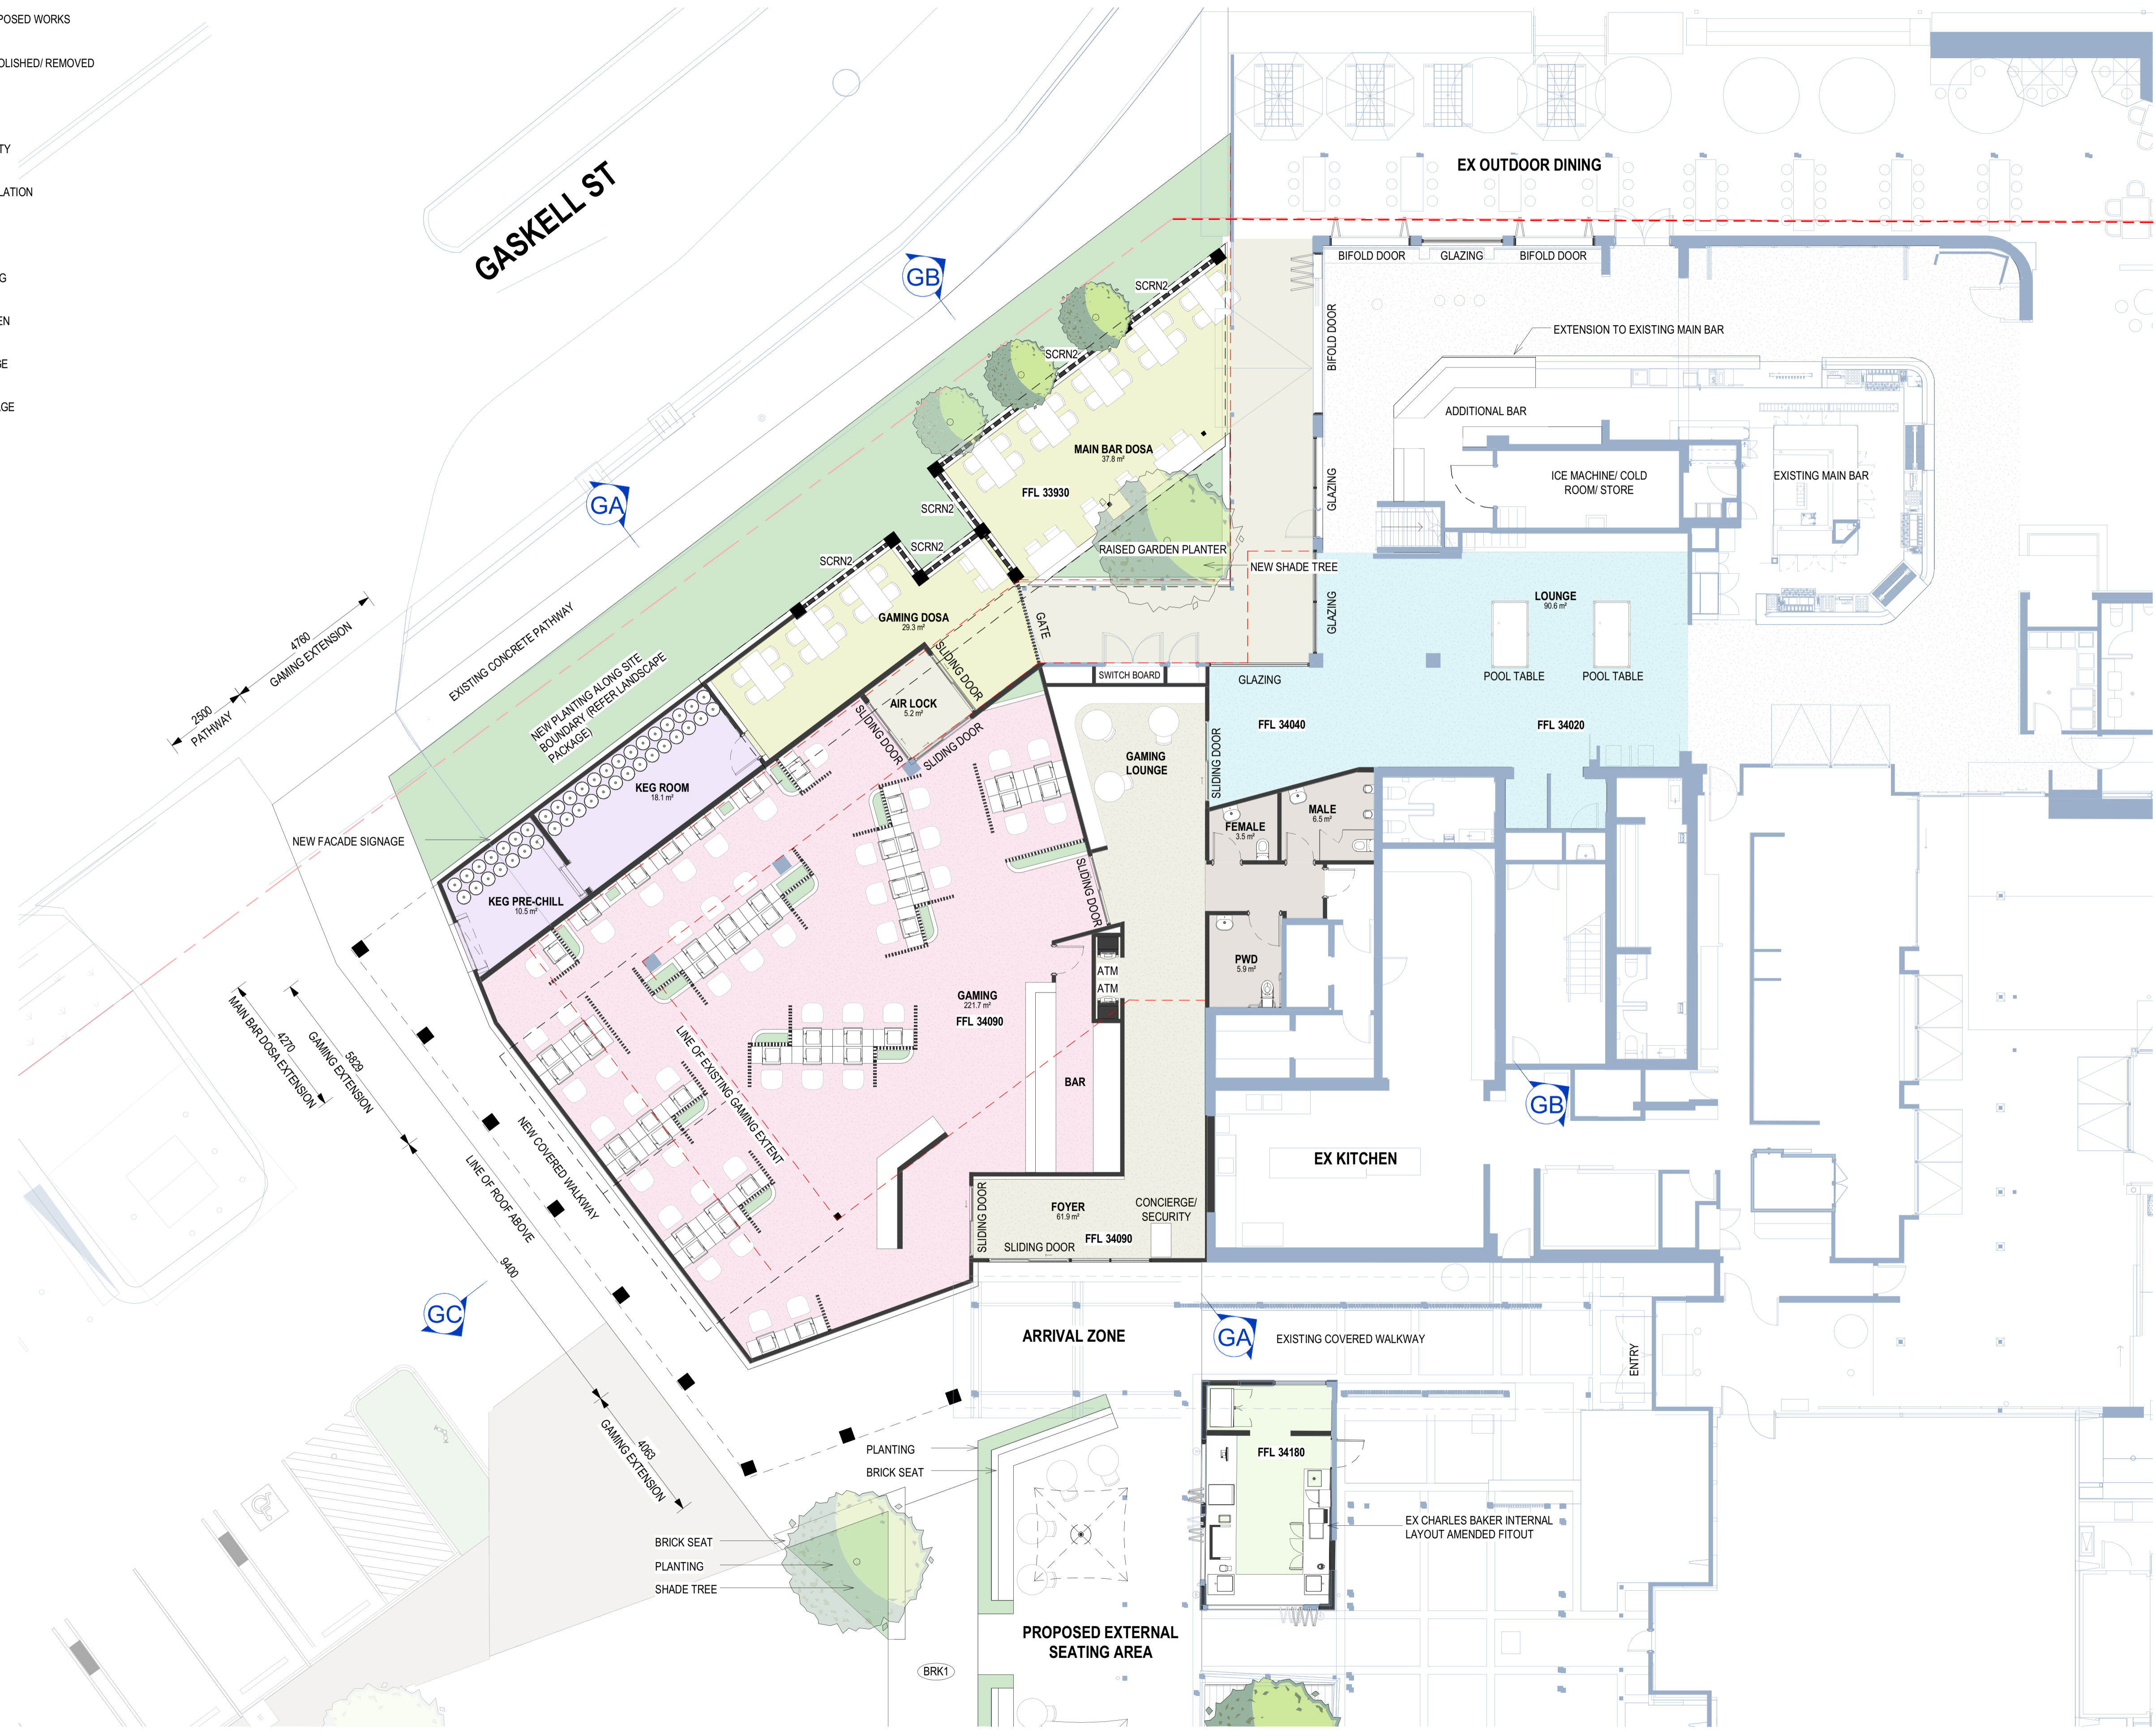 POSED WORKS
OLISHED/ REMOVED
TY
LATION
G
EN
GE
AGE
GASKELL ST
EX OUTDOOR DINING
GB
SCRN2
SCRN2
BIFOLD DOOR
GLAZING
BIFOLD DOOR
BIFOLD DOOR
EXTENSION TO EXISTING MAIN BAR
ADDITIONAL BAR
MAIN BAR DOSA
37.8 m²
FFL 33930
GLAZING
ICE MACHINE/ COLD
ROOM/ STORE
EXISTING MAIN BAR
GA
SCRN2
SCRN2
SCRN2
RAISED GARDEN PLANTER
NEW SHADE TREE
GLAZING
LOUNGE
90.6 m²
GAMING DOSA
29.3 m²
GATE
4760
GAMING EXTENSION
2500
PATHWAY
EXISTING CONCRETE PATHWAY
NEW PLANTING ALONG SITE
BOUNDARY (REFER LANDSCAPE
PACKAGE)
SLIDING DOOR
SWITCH BOARD
GLAZING
POOL TABLE
POOL TABLE
AIR LOCK
5.2 m²
SLIDING DOOR
SLIDING DOOR
FFL 34040
FFL 34020
GAMING
LOUNGE
SLIDING DOOR
KEG ROOM
18.1 m²
NEW FACADE SIGNAGE
FEMALE
3.5 m²
MALE
6.5 m²
KEG PRE-CHILL
10.5 m²
SLIDING DOOR
PWD
5.9 m²
ATM
ATM
GAMING
221.7 m²
FFL 34090
4270
MAIN BAR DOSA EXTENSION
5829
GAMING EXTENSION
LINE OF EXISTING GAMING EXTENT
BAR
GB
NEW COVERED WALKWAY
LINE OF ROOF ABOVE
EX KITCHEN
SLIDING DOOR
FOYER
61.9 m²
CONCIERGE/
SECURITY
FFL 34090
SLIDING DOOR
9400
GC
ARRIVAL ZONE
GA
EXISTING COVERED WALKWAY
ENTRY
4063
GAMING EXTENSION
PLANTING
BRICK SEAT
FFL 34180
EX CHARLES BAKER INTERNAL
LAYOUT AMENDED FITOUT
BRICK SEAT
PLANTING
SHADE TREE
PROPOSED EXTERNAL
SEATING AREA
BRK1